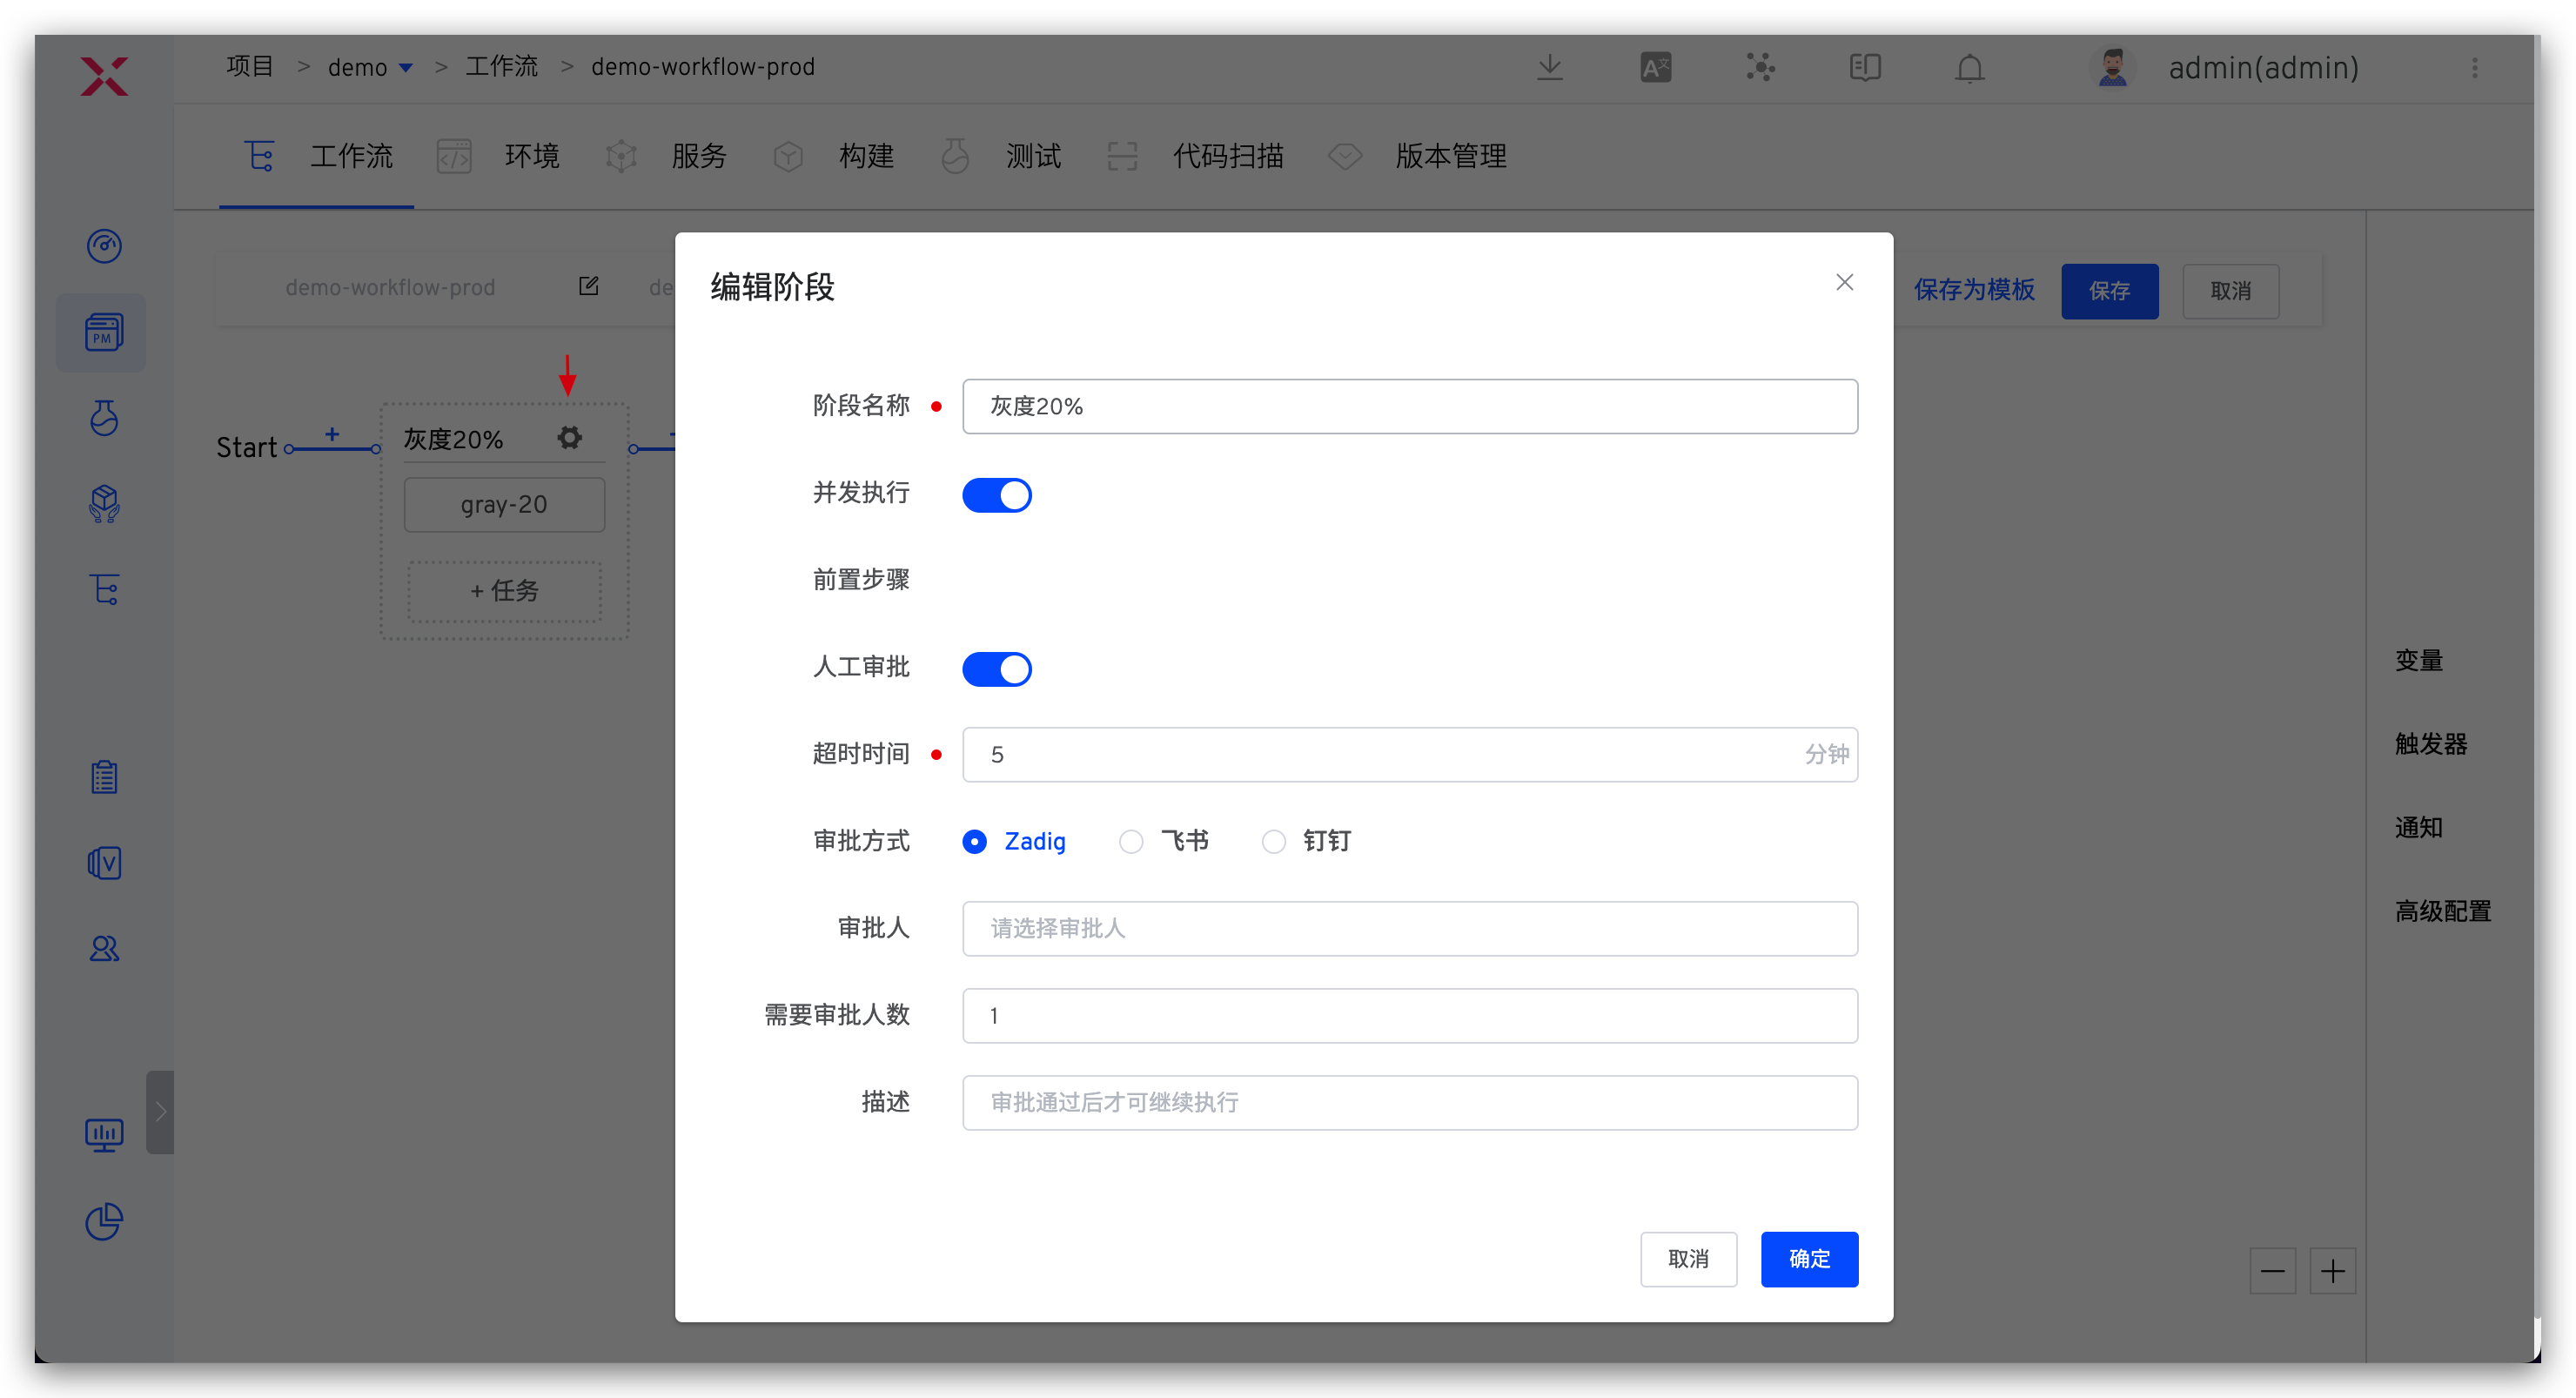 项目 > demo > 工作流 > demo-workflow-prod
admin(admin)
工作流 环境 服务 构建 测试 代码扫描 版本管理
PM
demo-workflow-prod
de
保存为模板
保存
取消
Start
灰度20%
gray-20
+ 任务
编辑阶段
阶段名称
灰度20%
并发执行
前置步骤
人工审批
超时时间
5
分钟
审批方式
Zadig
飞书
钉钉
审批人
请选择审批人
需要审批人数
1
描述
审批通过后才可继续执行
取消
确定
变量
触发器
通知
高级配置